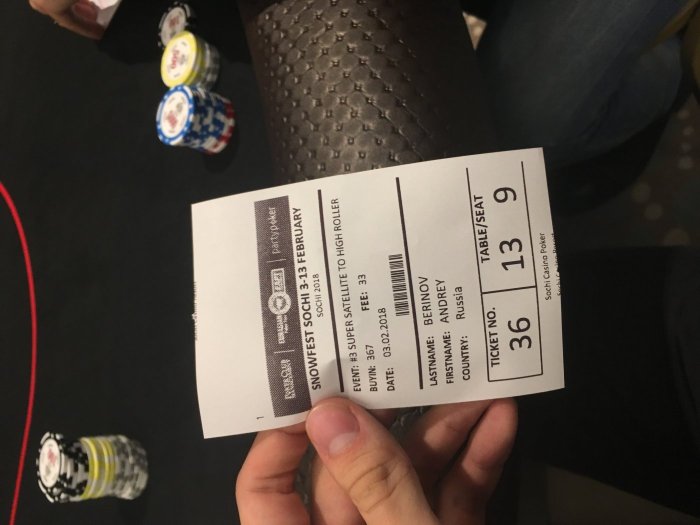 1
EAPT
partypoker
SNOWFEST SOCHI 3-13 FEBRUARY
SOCHI 2018
EVENT: #3 SUPER SATELLITE TO HIGH ROLLER
BUYIN: 367 FEE: 33
DATE: 03.02.2018
LASTNAME: BERINOV
FIRSTNAME: ANDREY
COUNTRY: Russia
TICKET NO. TABLE/SEAT
36 13 9
Sochi Casino Poker